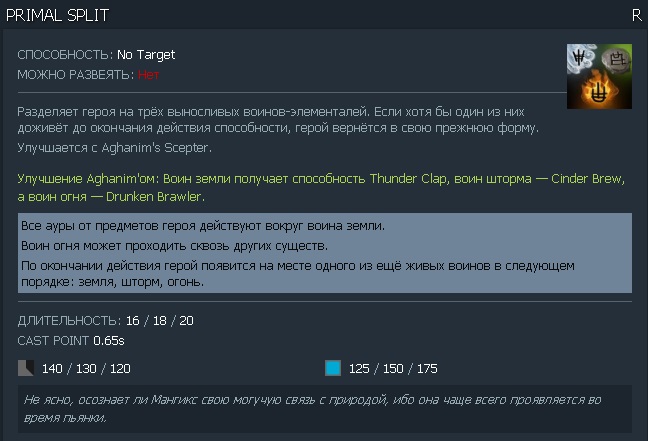 PRIMAL SPLIT R
СПОСОБНОСТЬ: No Target
МОЖНО РАЗВЕЯТЬ: Нет
Разделяет героя на трёх выносливых воинов-элементалей. Если хотя бы один из них
доживёт до окончания действия способности, герой вернётся в свою прежнюю форму.
Улучшается с Aghanim's Scepter.
Улучшение Aghanim'ом: Воин земли получает способность Thunder Clap, воин шторма — Cinder Brew,
а воин огня — Drunken Brawler.
Все ауры от предметов героя действуют вокруг воина земли.
Воин огня может проходить сквозь других существ.
По окончании действия герой появится на месте одного из ещё живых воинов в следующем
порядке: земля, шторм, огонь.
ДЛИТЕЛЬНОСТЬ: 16 / 18 / 20
CAST POINT 0.65s
140 / 130 / 120 125 / 150 / 175
Не ясно, осознает ли Мангикс свою могучую связь с природой, ибо она чаще всего проявляется во
время пьянки.